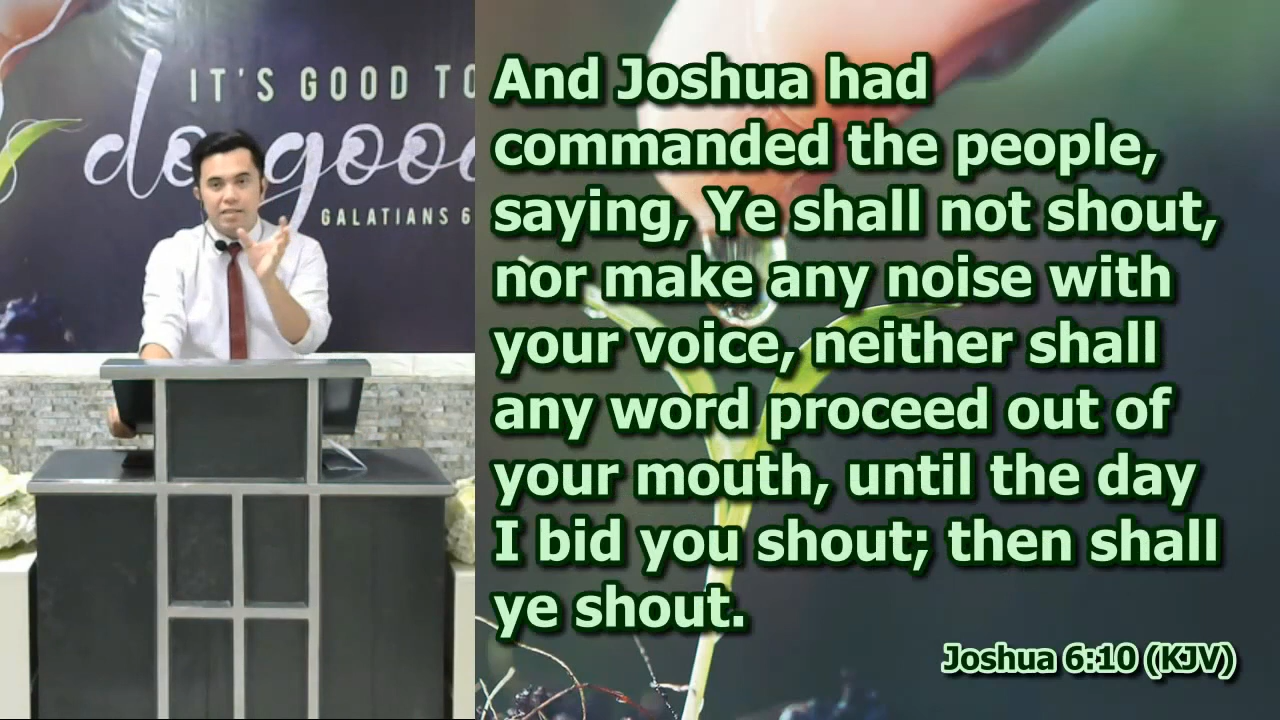 IT'S GOOD TO
do good
GALATIANS 6
And Joshua had
commanded the people,
saying, Ye shall not shout,
nor make any noise with
your voice, neither shall
any word proceed out of
your mouth, until the day
I bid you shout; then shall
ye shout.
Joshua 6:10 (KJV)